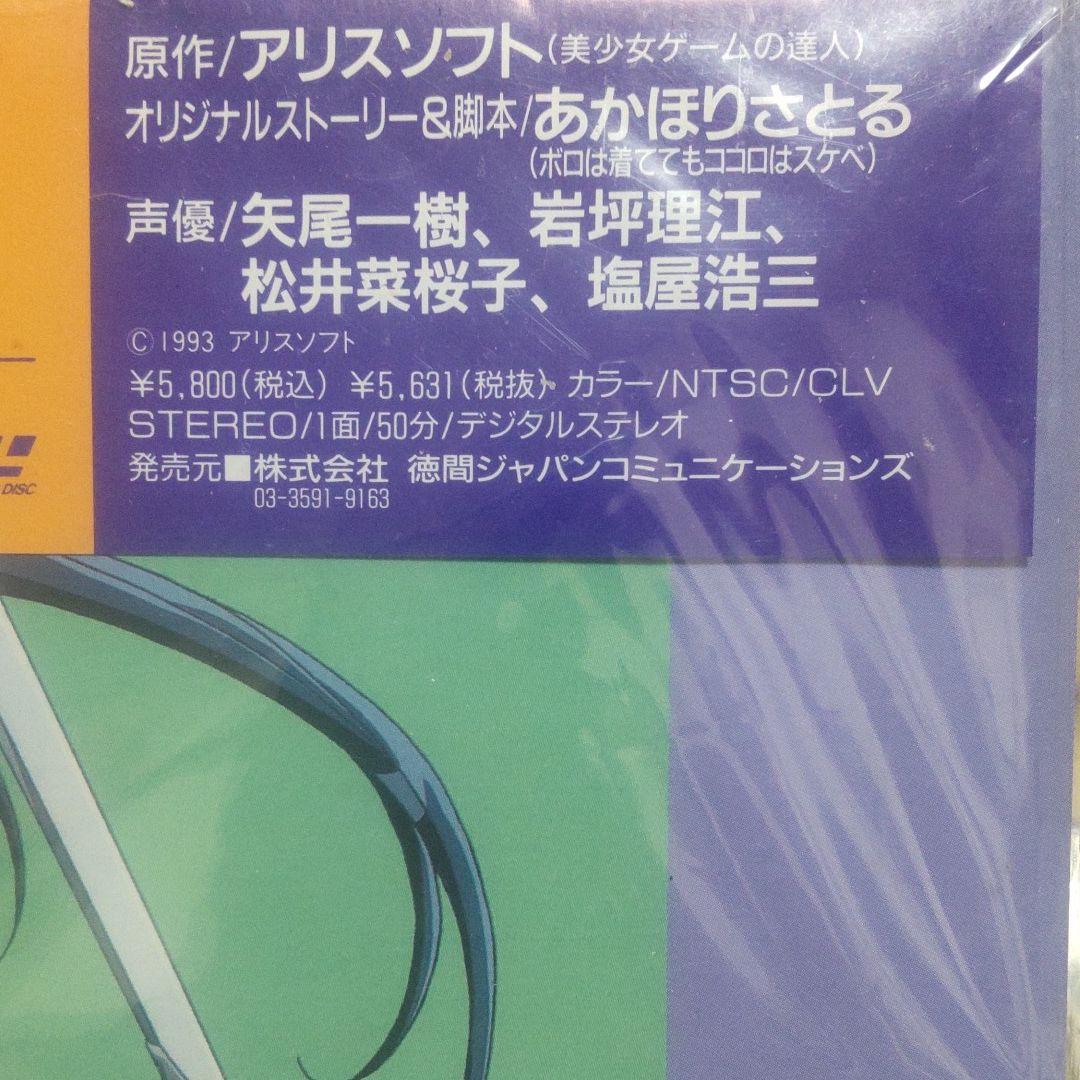 原作/アリスソフト(美少女ゲームの達人)
オリジナルストーリー&脚本/あかほりさとる
(ボロは着ててもココロはスケベ)
声優/矢尾一樹、岩坪理江、
松井菜桜子、塩屋浩三
©1993 アリスソフト
¥5,800(税込) ¥5,631(税抜) カラー/NTSC/CLV
STEREO/1面/50分/デジタルステレオ
発売元■株式会社 徳間ジャパンコミュニケーションズ
03-3591-9163
DISC